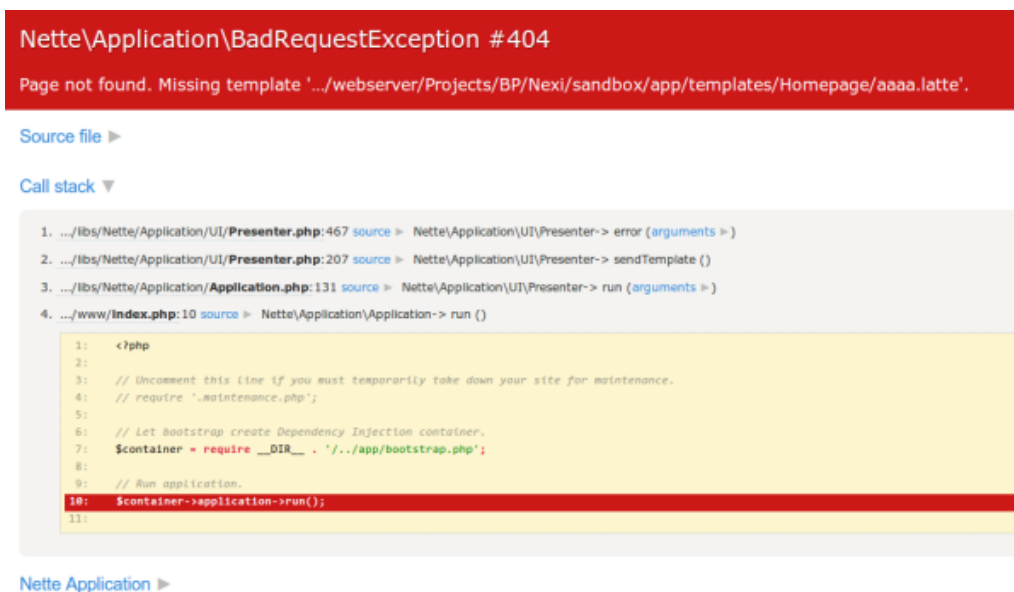 Nette\Application\BadRequestException #404
Page not found. Missing template '.../webserver/Projects/BP/Nexi/sandbox/app/templates/Homepage/aaaa.latte'.
Source file ►
Call stack ▼
1. .../libs/Nette/Application/UI/Presenter.php:467 source ► Nette\Application\UI\Presenter-> error (arguments ►)
2. .../libs/Nette/Application/UI/Presenter.php:207 source ► Nette\Application\UI\Presenter-> sendTemplate ()
3. .../libs/Nette/Application/Application.php:131 source ► Nette\Application\UI\Presenter-> run (arguments ►)
4. .../www/index.php:10 source ► Nette\Application\Application-> run ()
1: <?php
2:
3: // Uncomment this line if you must temporarily take down your site for maintenance.
4: // require '.maintenance.php';
5:
6: // Let bootstrap create Dependency Injection container.
7: $container = require __DIR__ . '/../app/bootstrap.php';
8:
9: // Run application.
10: $container->application->run();
11:
Nette Application ►